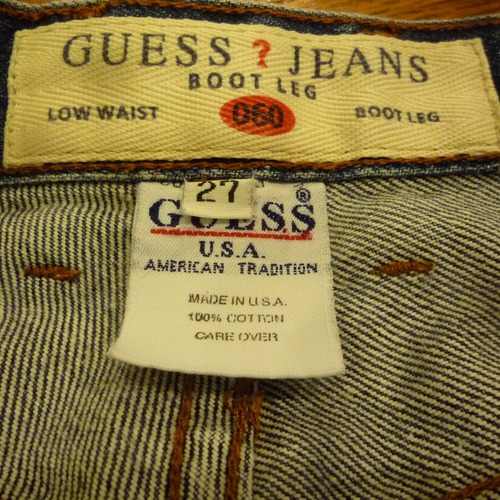 GUESS ? JEANS
BOOT LEG
LOW WAIST 060 BOOT LEG
27
GUESS ®
U.S.A.
AMERICAN TRADITION
MADE IN U.S.A.
100% COTTON
CARE OVER